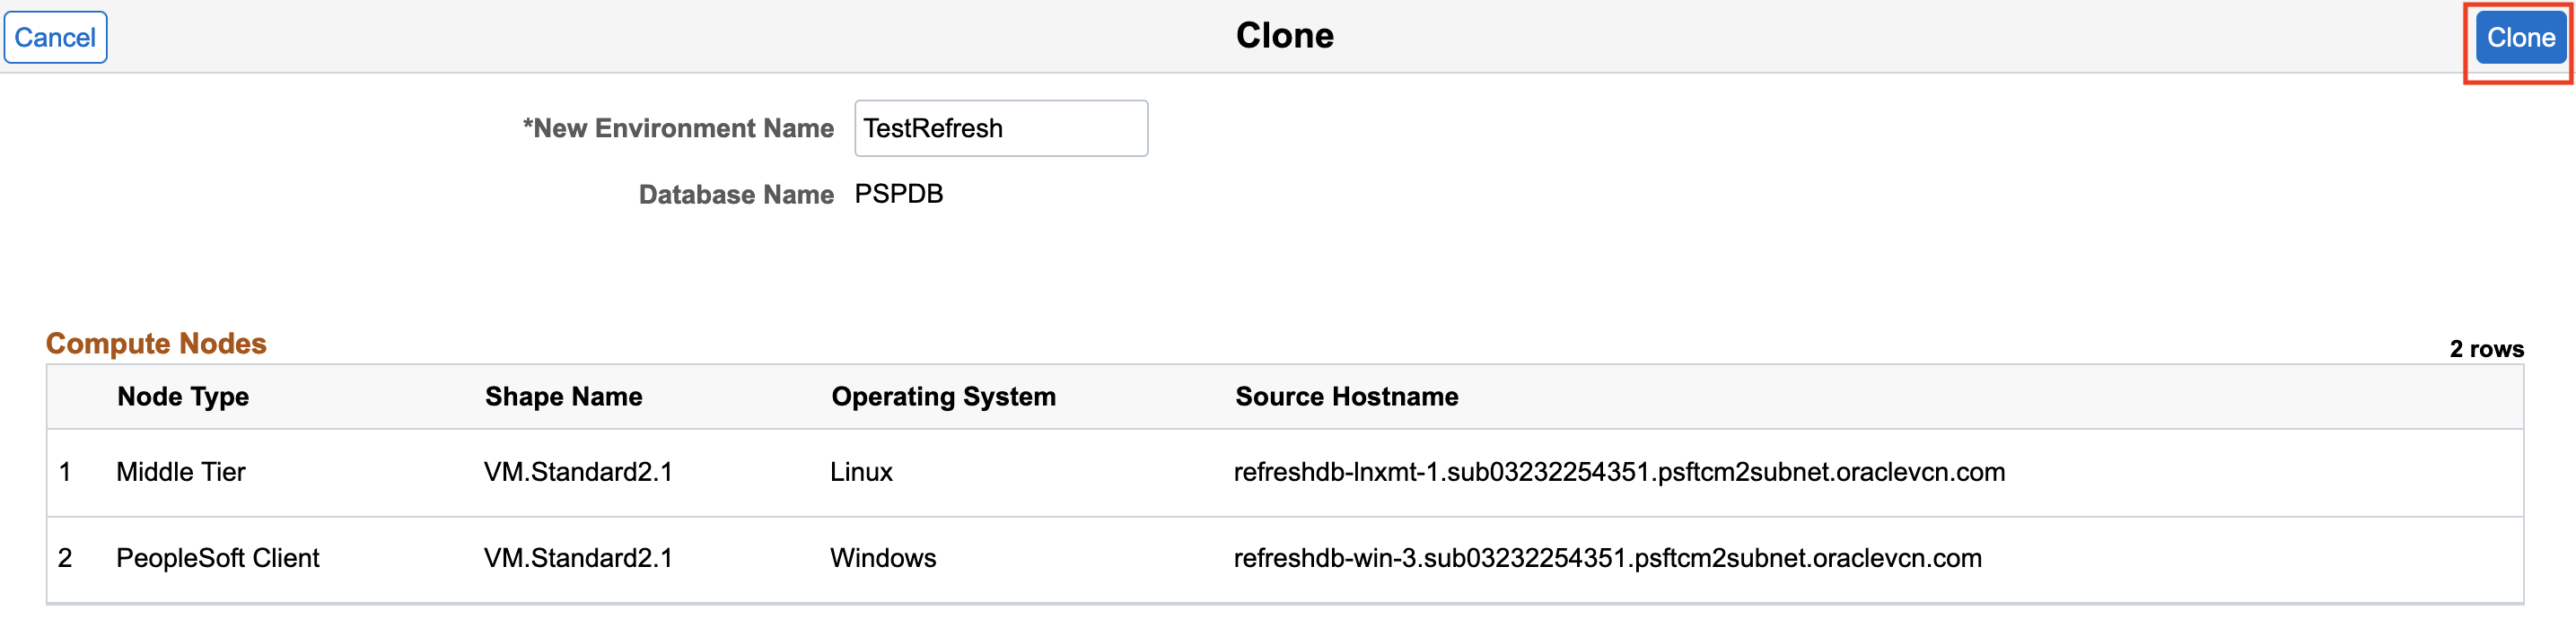 Cancel Clone Clone
*New Environment Name TestRefresh
Database Name PSPDB
Compute Nodes 2 rows
Node Type Shape Name Operating System Source Hostname
1 Middle Tier VM.Standard2.1 Linux refreshdb-lnxmt-1.sub03232254351.psftcm2subnet.oraclevcn.com
2 PeopleSoft Client VM.Standard2.1 Windows refreshdb-win-3.sub03232254351.psftcm2subnet.oraclevcn.com